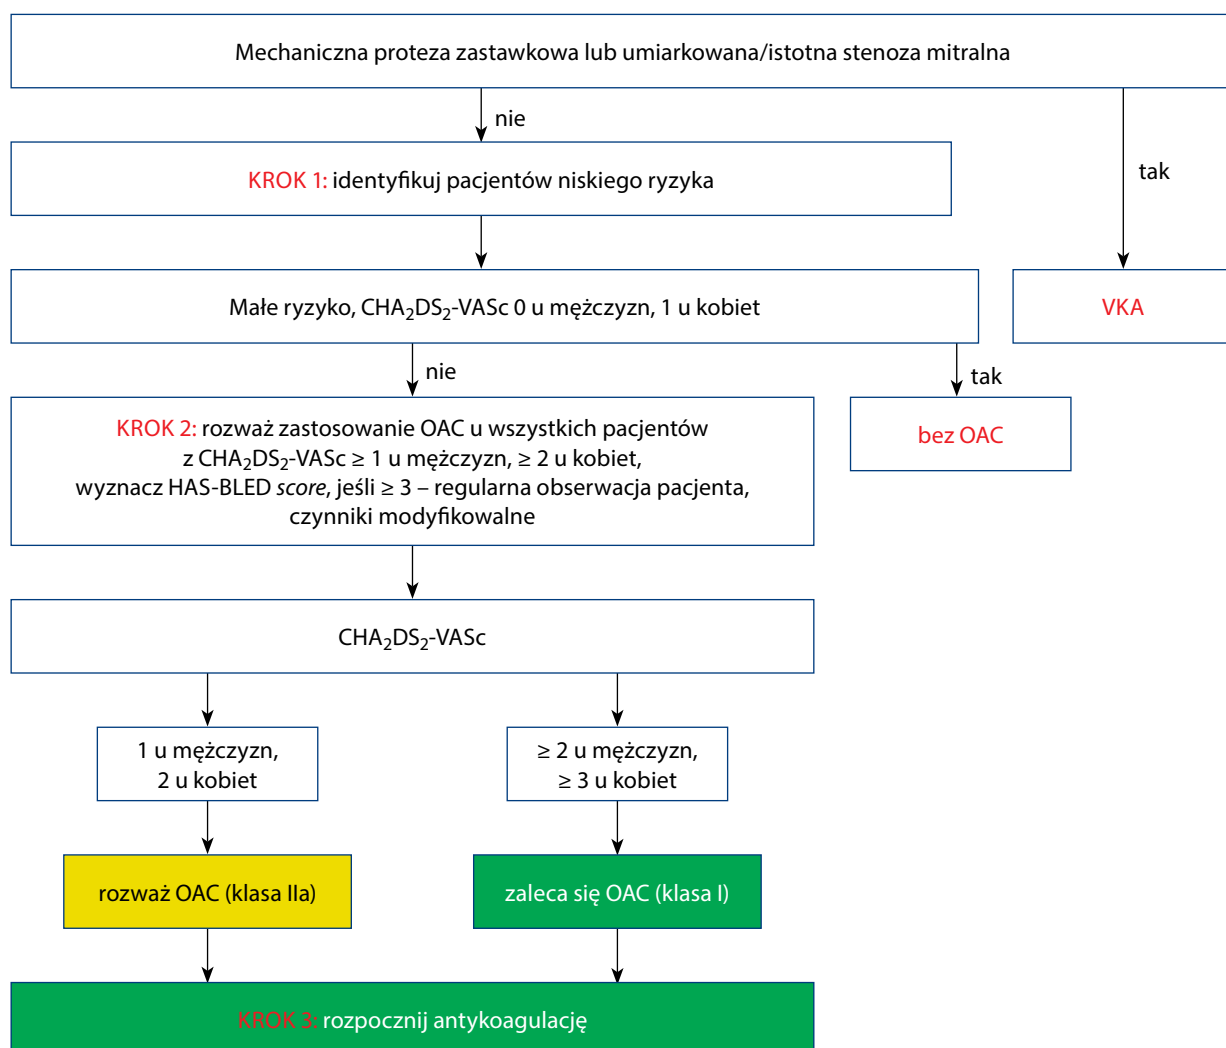 Mechaniczna proteza zastawkowa lub umiarkowana/istotna stenoza mitralna
nie
tak
KROK 1: identyfikuj pacjentów niskiego ryzyka
Małe ryzyko, CHA₂DS₂-VASc 0 u mężczyzn, 1 u kobiet
VKA
nie
tak
KROK 2: rozważ zastosowanie OAC u wszystkich pacjentów
z CHA₂DS₂-VASc ≥ 1 u mężczyzn, ≥ 2 u kobiet,
wyznacz HAS-BLED score, jeśli ≥ 3 – regularna obserwacja pacjenta,
czynniki modyfikowalne
bez OAC
CHA₂DS₂-VASc
1 u mężczyzn,
2 u kobiet
≥ 2 u mężczyzn,
≥ 3 u kobiet
rozważ OAC (klasa IIa)
zaleca się OAC (klasa I)
KROK 3: rozpocznij antykoagulację